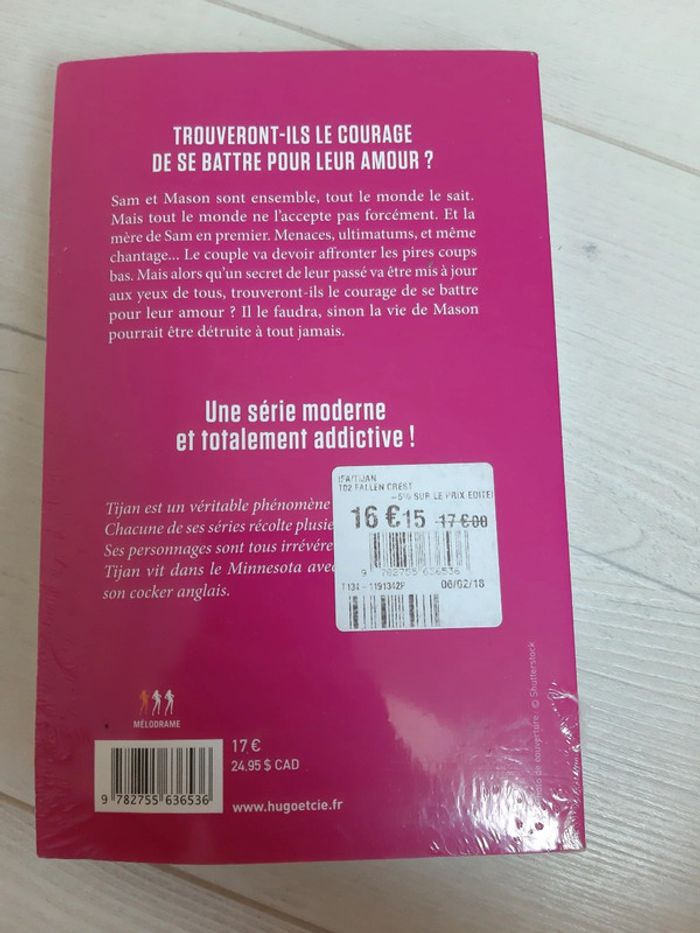 TROUVERONT-ILS LE COURAGE
DE SE BATTRE POUR LEUR AMOUR ?
Sam et Mason sont ensemble, tout le monde le sait.
Mais tout le monde ne l'accepte pas forcément. Et la
mère de Sam en premier. Menaces, ultimatums, et même
chantage... Le couple va devoir affronter les pires coups
bas. Mais alors qu'un secret de leur passé va être mis à jour
aux yeux de tous, trouveront-ils le courage de se battre
pour leur amour ? Il le faudra, sinon la vie de Mason
pourrait être détruite à tout jamais.
Une série moderne
et totalement addictive !
Tijan est un véritable phénomène
Chacune de ses séries récolte
Ses personnages sont tous
Tijan vit dans le Minnesota
son cocker anglais.
T02 FALLEN CREST
-5% SUR LE PRIX
16 €15 17 €00
9 782755 636536
06/02/18
MÉLODRAME
9 782755 636536
17 €
24.95 $ CAD
www.hugoetcie.fr
de couverture : © Shutterstock